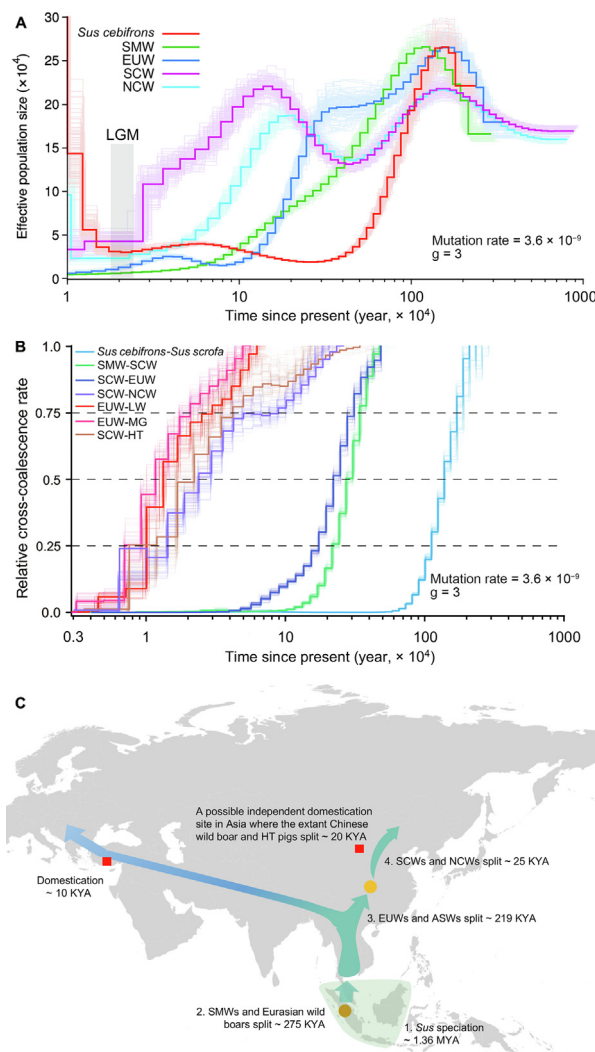 A
Effective population size (×10⁴)
30
25
20
15
10
5
0
Sus cebifrons
SMW
EUW
SCW
NCW
LGM
Mutation rate = 3.6 × 10⁻⁹
g = 3
1
10
100
1000
Time since present (year, × 10⁴)
B
Relative cross-coalescence rate
1.0
0.75
0.5
0.25
0.0
Sus cebifrons-Sus scrofa
SMW-SCW
SCW-EUW
SCW-NCW
EUW-LW
EUW-MG
SCW-HT
Mutation rate = 3.6 × 10⁻⁹
g = 3
0.3
1
10
100
1000
Time since present (year, × 10⁴)
C
A possible independent domestication
site in Asia where the extant Chinese
wild boar and HT pigs split ~ 20 KYA
4. SCWs and NCWs split ~ 25 KYA
Domestication
~ 10 KYA
3. EUWs and ASWs split ~ 219 KYA
2. SMWs and Eurasian wild
boars split ~ 275 KYA
1. Sus speciation
~ 1.36 MYA